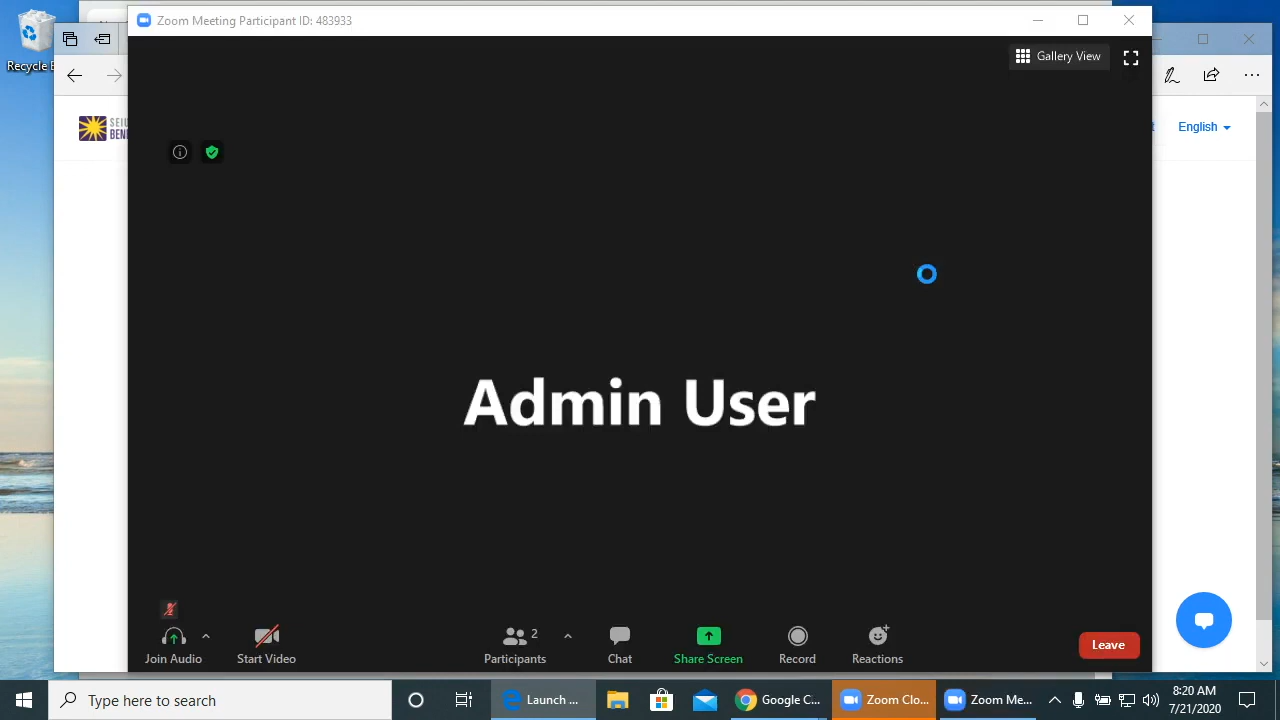 Zoom Meeting Participant ID: 483933
Recycle
Gallery View
SEIU
BENE
English
Admin User
Join Audio
Start Video
Participants
2
Chat
Share Screen
Record
Reactions
Leave
Type here to search
Launch ...
Google C...
Zoom Clo...
Zoom Me...
8:20 AM
7/21/2020